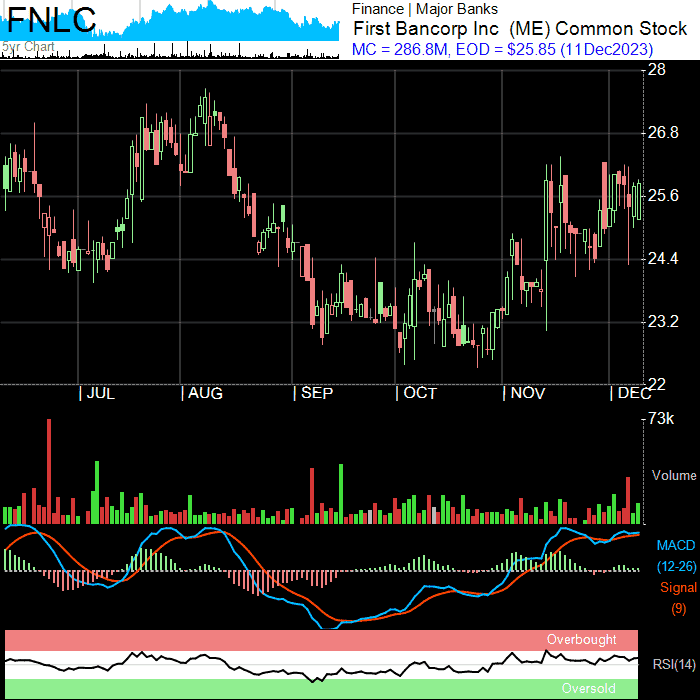 FNLC
5yr Chart
Finance | Major Banks
First Bancorp Inc (ME) Common Stock
MC = 286.8M, EOD = $25.85 (11Dec2023)
28
26.8
25.6
24.4
23.2
22
| JUL | AUG | SEP | OCT | NOV | DEC
73k
Volume
MACD
(12-26)
Signal
(9)
Overbought
RSI(14)
Oversold